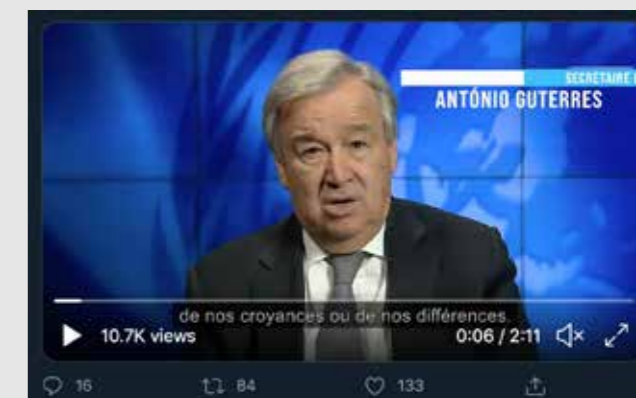 SECRÉTAIRE
ANTÓNIO GUTERRES
de nos croyances ou de nos différences.
10.7K views
0:06 / 2:11
16
84
133